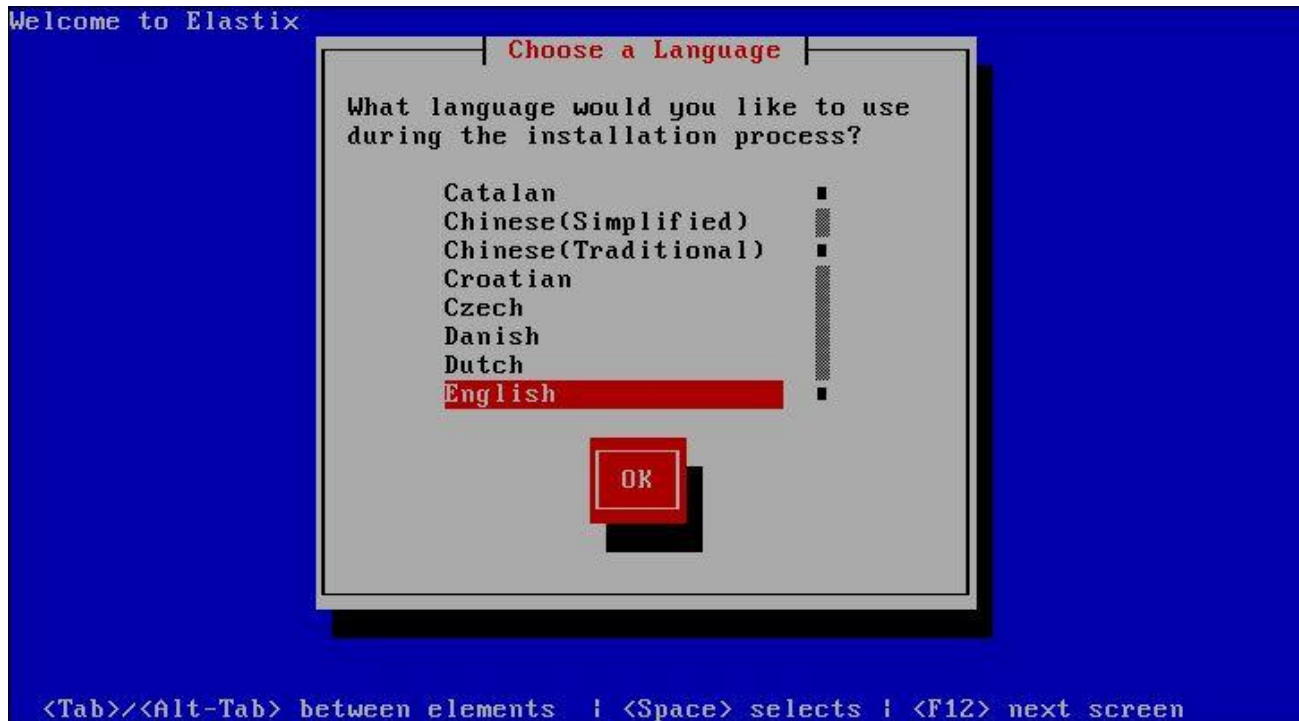 Welcome to Elastix
Choose a Language
What language would you like to use
during the installation process?
Catalan
Chinese(Simplified)
Chinese(Traditional)
Croatian
Czech
Danish
Dutch
English
OK
<Tab>/<Alt-Tab> between elements | <Space> selects | <F12> next screen